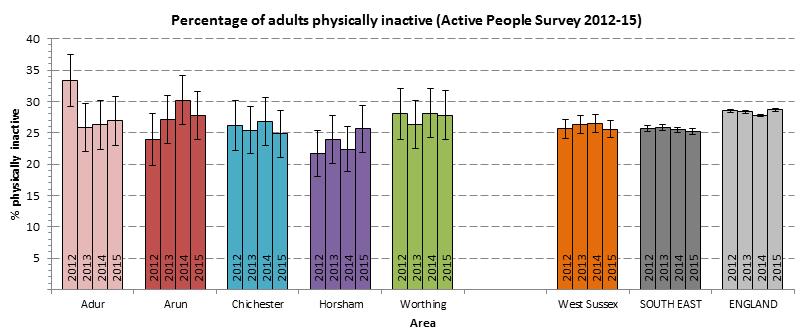 Percentage of adults physically inactive (Active People Survey 2012-15)
% physically inactive
40
35
30
25
20
15
10
5
2012 2013 2014 2015
2012 2013 2014 2015
2012 2013 2014 2015
2012 2013 2014 2015
2012 2013 2014 2015
2012 2013 2014 2015
2012 2013 2014 2015
2012 2013 2014 2015
Adur Arun Chichester Horsham Worthing West Sussex SOUTH EAST ENGLAND
Area